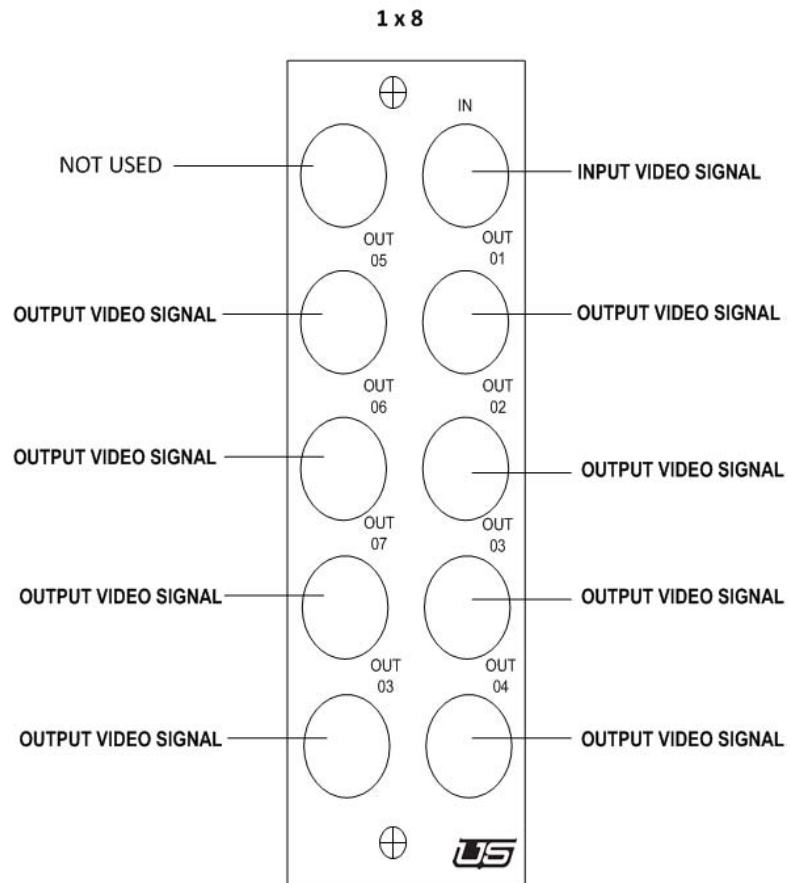 1 x 8
IN
NOT USED
INPUT VIDEO SIGNAL
OUT
05
OUT
01
OUTPUT VIDEO SIGNAL
OUTPUT VIDEO SIGNAL
OUT
06
OUT
02
OUTPUT VIDEO SIGNAL
OUTPUT VIDEO SIGNAL
OUT
07
OUT
03
OUTPUT VIDEO SIGNAL
OUTPUT VIDEO SIGNAL
OUT
03
OUT
04
OUTPUT VIDEO SIGNAL
OUTPUT VIDEO SIGNAL
US